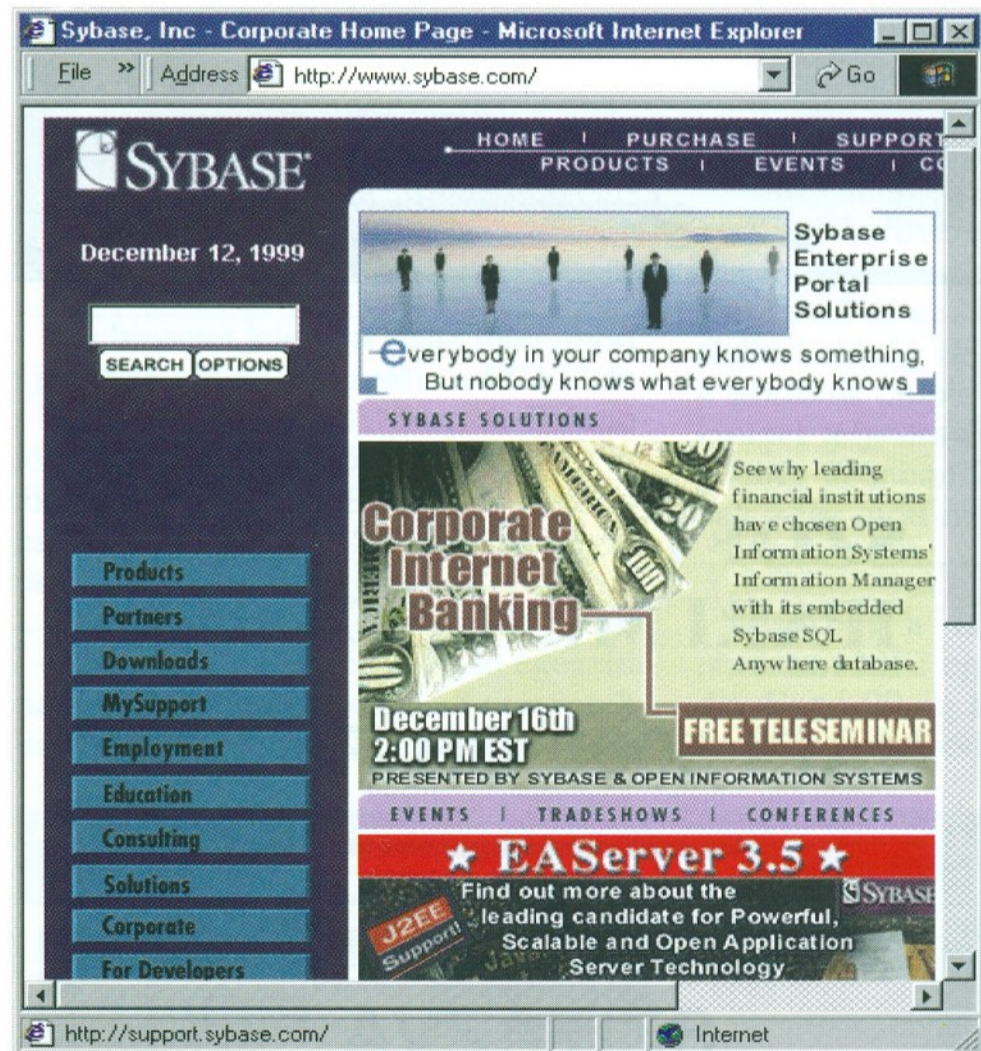 Sybase, Inc - Corporate Home Page - Microsoft Internet Explorer
File » Address http://www.sybase.com/ Go
SYBASE
HOME | PURCHASE | SUPPORT
PRODUCTS | EVENTS |
December 12, 1999
SEARCH OPTIONS
Sybase
Enterprise
Portal
Solutions
everybody in your company knows something,
But nobody knows what everybody knows
SYBASE SOLUTIONS
Corporate
Internet
Banking
See why leading
financial institutions
have chosen Open
Information Systems'
Information Manager
with its embedded
Sybase SQL
Anywhere database.
December 16th
2:00 PM EST
FREE TELESEMINAR
PRESENTED BY SYBASE & OPEN INFORMATION SYSTEMS
EVENTS | TRADESHOWS | CONFERENCES
★ EAServer 3.5 ★
Find out more about the
leading candidate for Powerful,
Scalable and Open Application
Server Technology
J2EE
Support!
SYBASE
Products
Partners
Downloads
MySupport
Employment
Education
Consulting
Solutions
Corporate
For Developers
http://support.sybase.com/ Internet